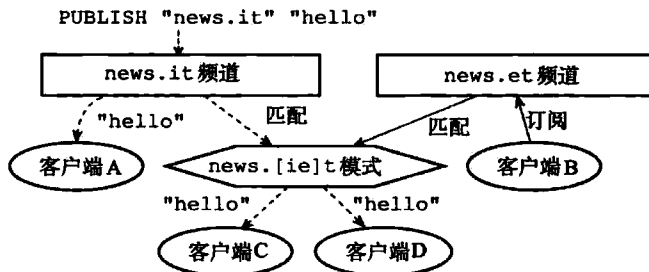 PUBLISH "news.it" "hello"
news.it 频道
news.et 频道
"hello"
匹配
匹配
订阅
客户端A
news.[ie]t模式
客户端B
"hello"
"hello"
客户端C
客户端D